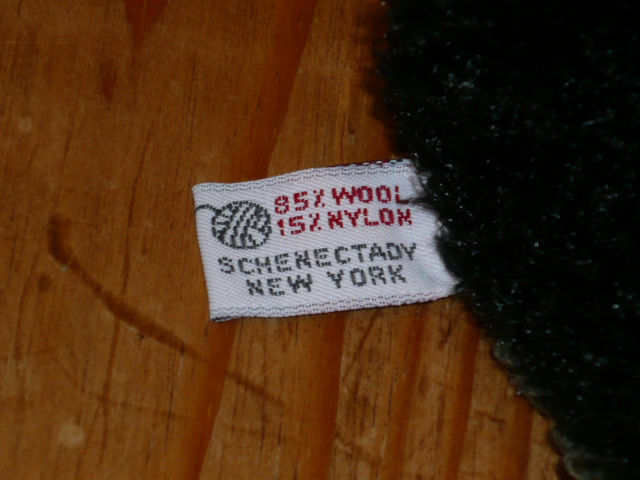 85% WOOL
15% NYLON
SCHENECTADY
NEW YORK